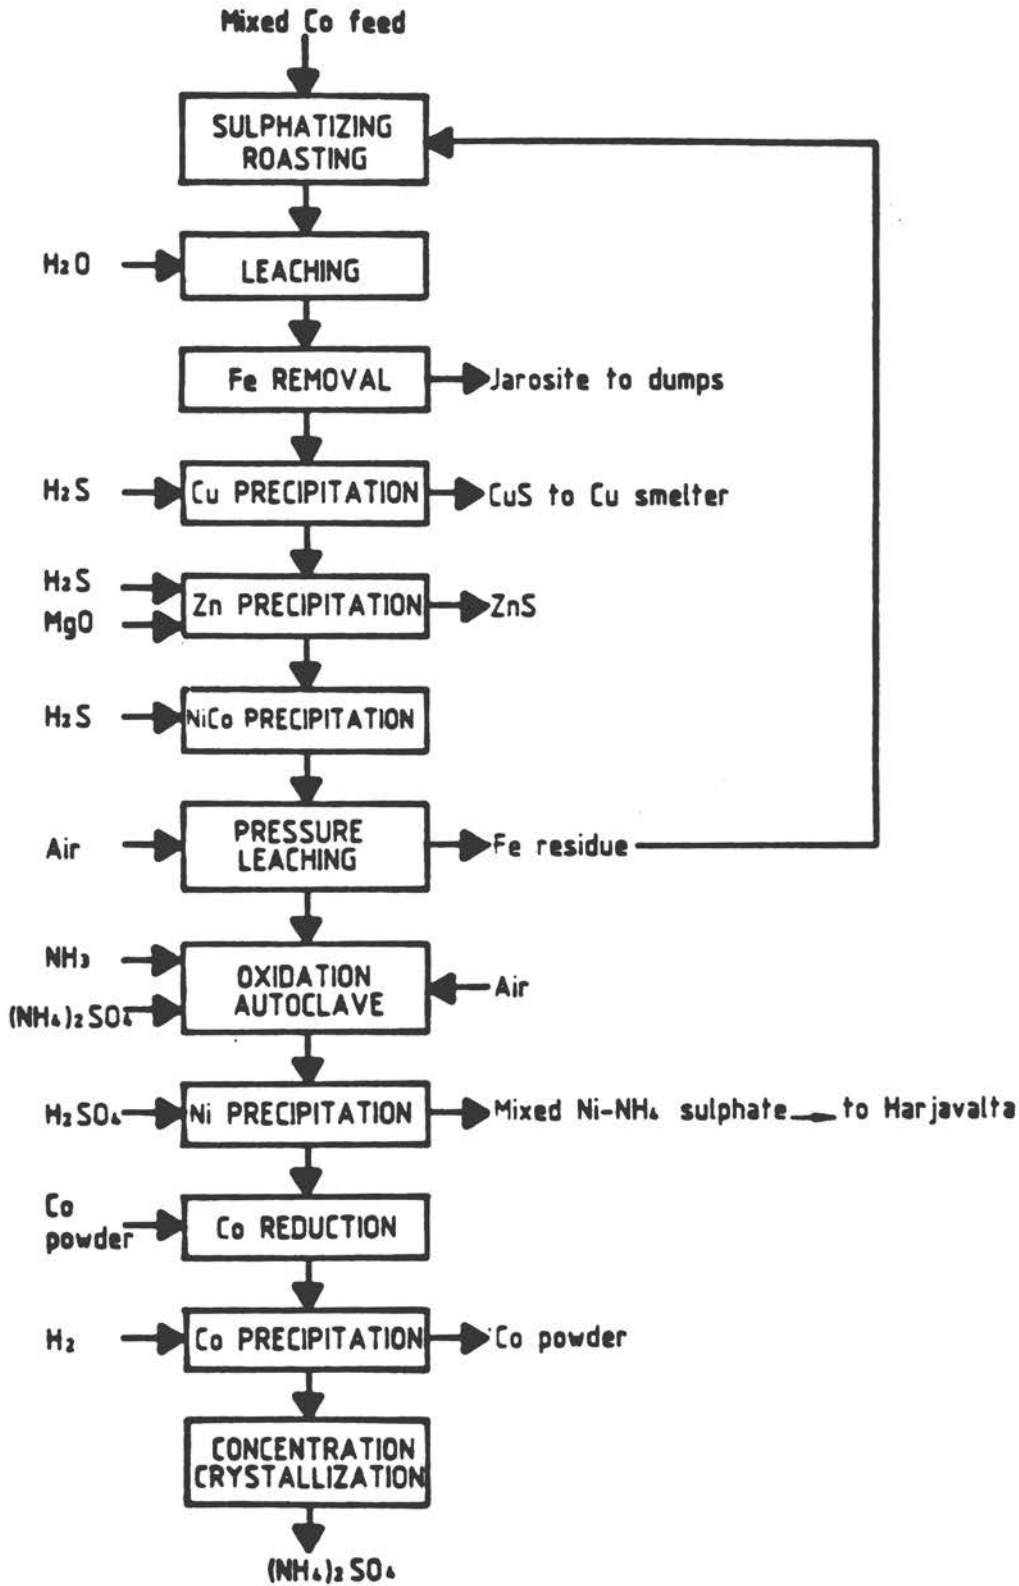 Mixed Co feed
SULPHATIZING
ROASTING
H₂O
LEACHING
Fe REMOVAL
Jarosite to dumps
H₂S
Cu PRECIPITATION
CuS to Cu smelter
H₂S
MgO
Zn PRECIPITATION
ZnS
H₂S
NiCo PRECIPITATION
Air
PRESSURE
LEACHING
Fe residue
NH₃
(NH₄)₂SO₄
OXIDATION
AUTOCLAVE
Air
H₂SO₄
Ni PRECIPITATION
Mixed Ni-NH₄ sulphate → to Harjavalta
Co
powder
Co REDUCTION
H₂
Co PRECIPITATION
Co powder
CONCENTRATION
CRYSTALLIZATION
(NH₄)₂SO₄